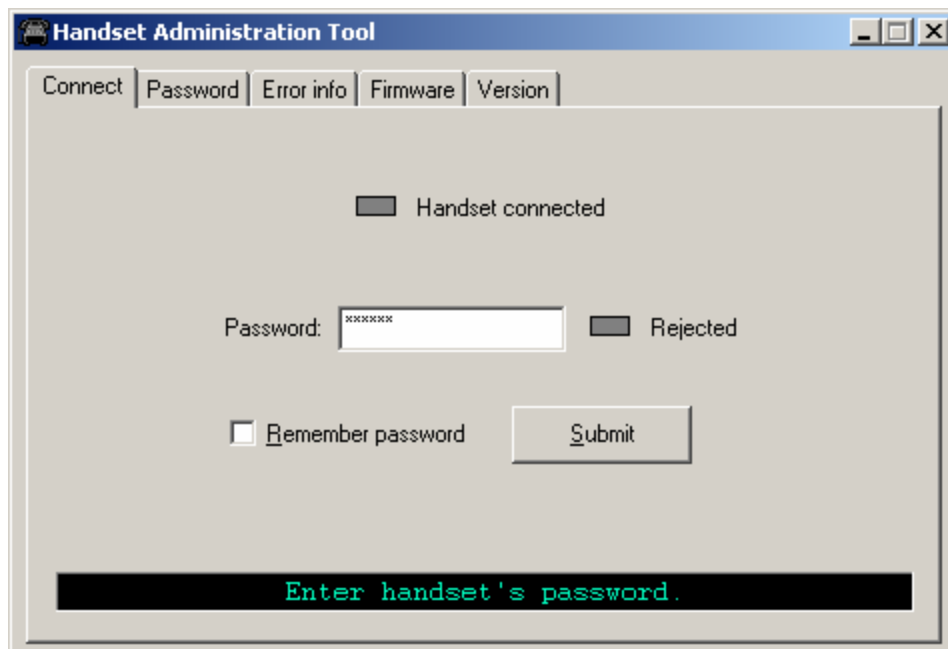 Handset Administration Tool
Connect Password Error info Firmware Version
Handset connected
Password: ****** Rejected
Remember password Submit
Enter handset's password.